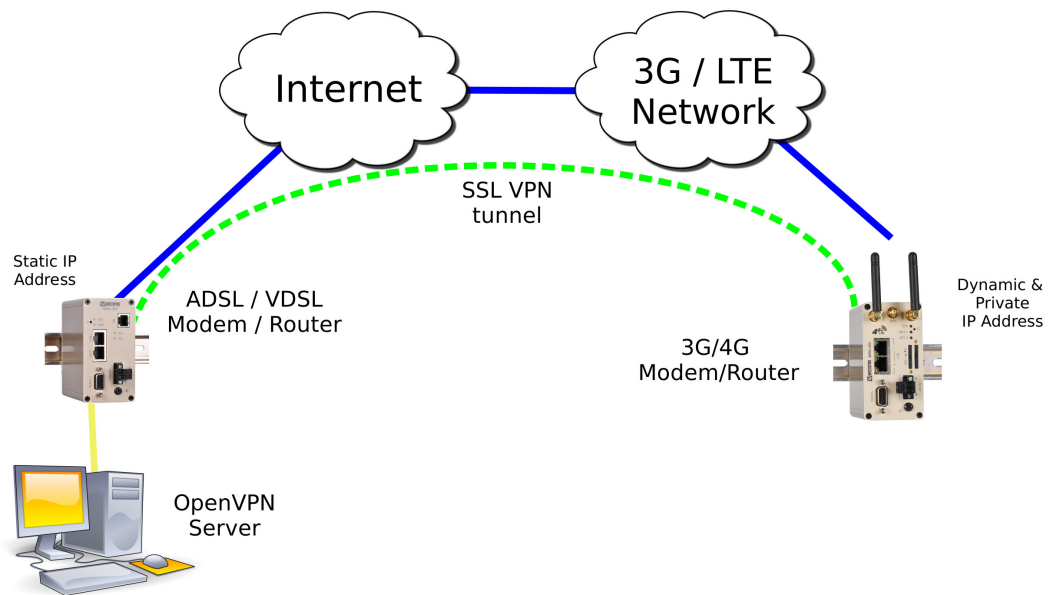 Internet
3G / LTE
Network
SSL VPN
tunnel
Static IP
Address
ADSL / VDSL
Modem / Router
3G/4G
Modem/Router
Dynamic &
Private
IP Address
OpenVPN
Server